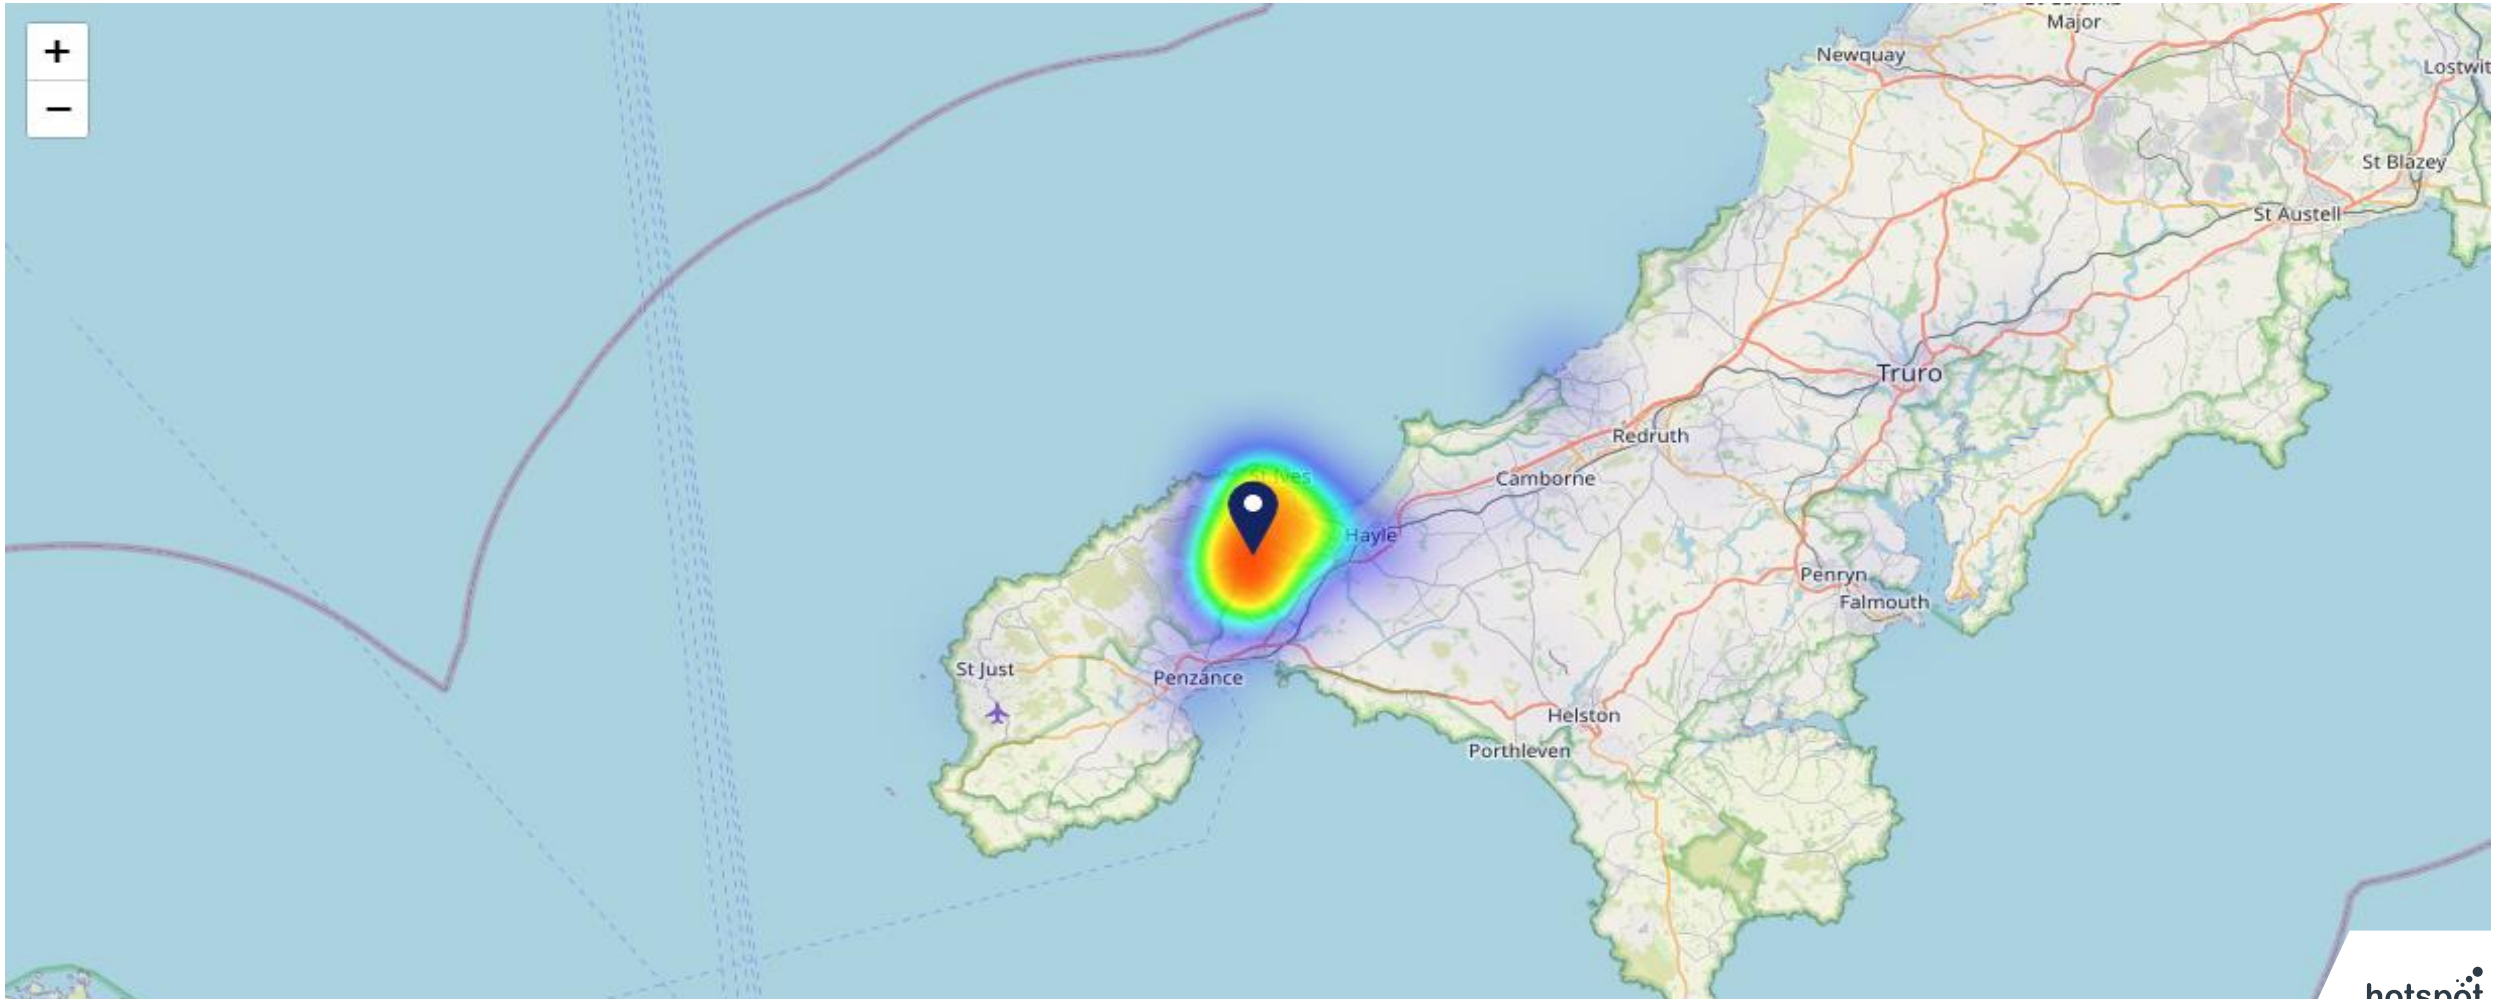 +
Major
Newquay
Lostwit
−
St Blazey
St Austell
Truro
Redruth
St Ives
Camborne
Hayle
Penryn
Falmouth
St Just
Penzance
Helston
Porthleven
hotspot